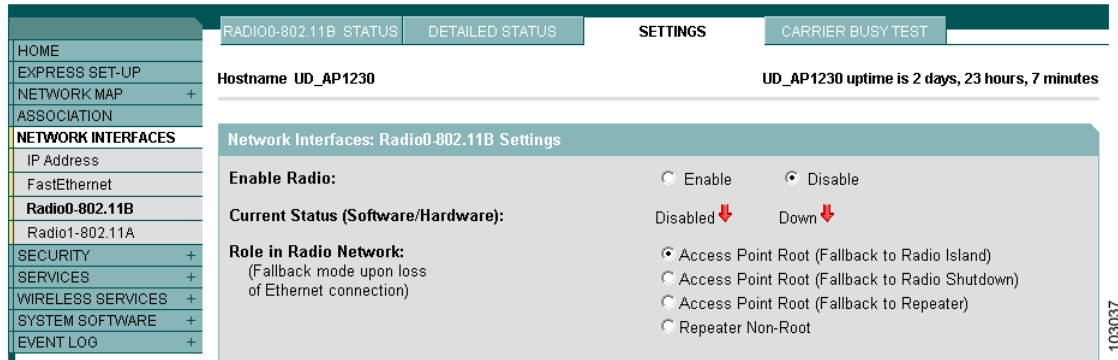 RADIO0-802.11B STATUS
DETAILED STATUS
SETTINGS
CARRIER BUSY TEST
HOME
EXPRESS SET-UP
NETWORK MAP +
ASSOCIATION
NETWORK INTERFACES
IP Address
FastEthernet
Radio0-802.11B
Radio1-802.11A
SECURITY +
SERVICES +
WIRELESS SERVICES +
SYSTEM SOFTWARE +
EVENT LOG +
Hostname UD_AP1230
UD_AP1230 uptime is 2 days, 23 hours, 7 minutes
Network Interfaces: Radio0-802.11B Settings
Enable Radio:
Enable
Disable
Current Status (Software/Hardware):
Disabled
Down
Role in Radio Network:
(Fallback mode upon loss
of Ethernet connection)
Access Point Root (Fallback to Radio Island)
Access Point Root (Fallback to Radio Shutdown)
Access Point Root (Fallback to Repeater)
Repeater Non-Root
103037